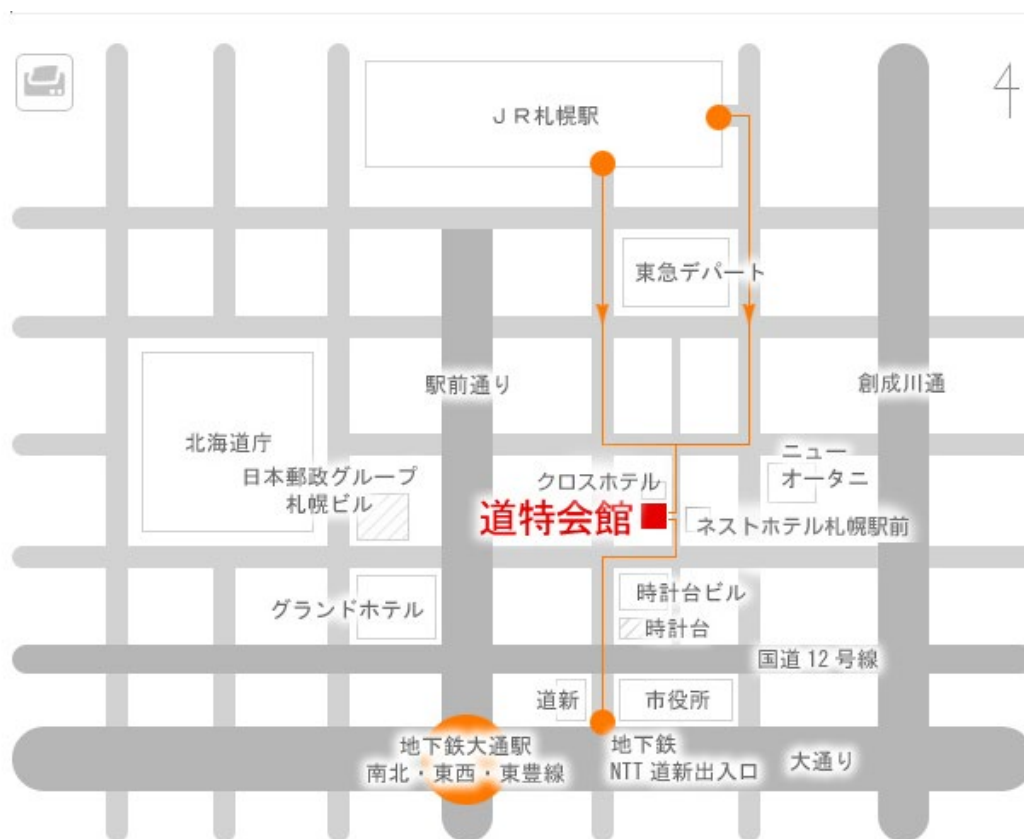 ＪＲ札幌駅
東急デパート
駅前通り
創成川通
北海道庁
日本郵政グループ
札幌ビル
クロスホテル
ニュー
オータニ
道特会館
ネストホテル札幌駅前
グランドホテル
時計台ビル
時計台
国道12号線
道新
市役所
地下鉄大通駅
南北・東西・東豊線
地下鉄
NTT道新出入口
大通り